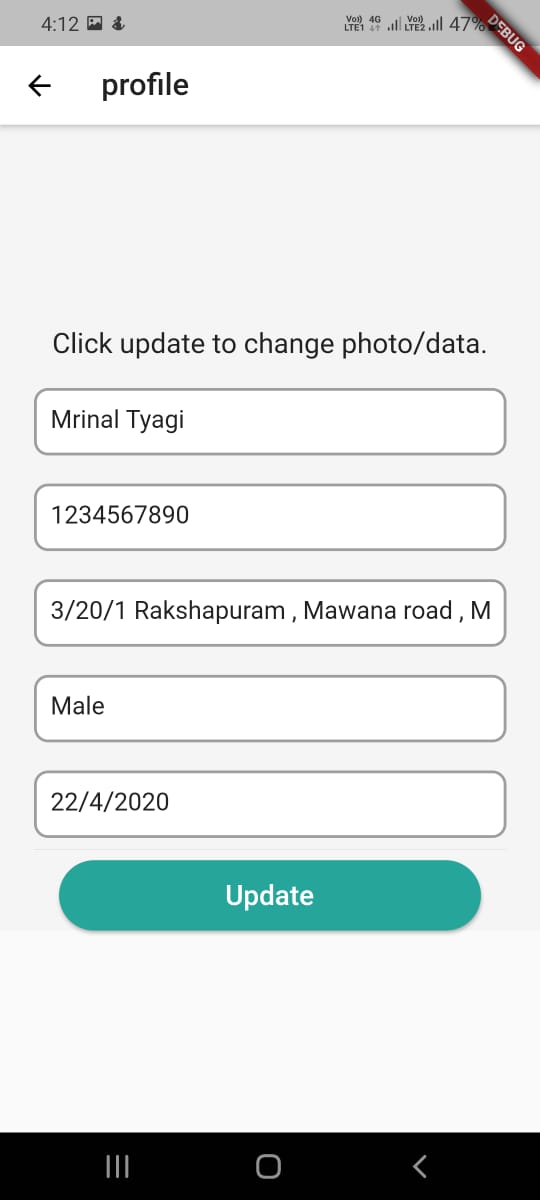 4:12
Vo)) 4G Vo)) 47%
LTE1 LTE2
DEBUG
profile
Click update to change photo/data.
Mrinal Tyagi
1234567890
3/20/1 Rakshapuram , Mawana road , M
Male
22/4/2020
Update